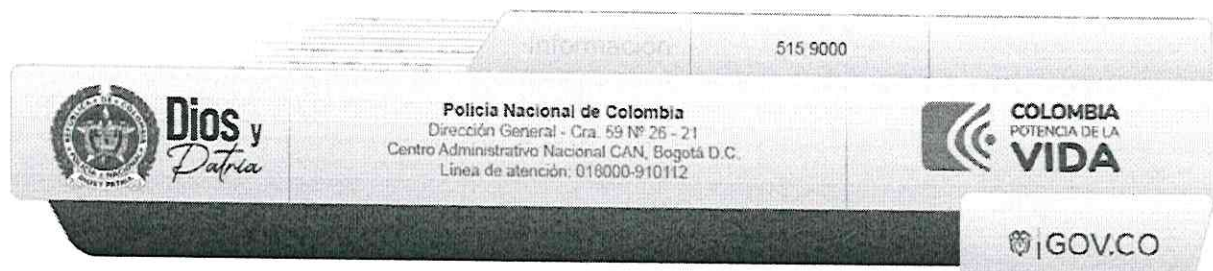 Información 515 9000
Dios y
Patria
Policía Nacional de Colombia
Dirección General - Cra. 59 Nº 26 - 21
Centro Administrativo Nacional CAN, Bogotá D.C.
Línea de atención: 018000-910112
COLOMBIA
POTENCIA DE LA
VIDA
GOV.CO